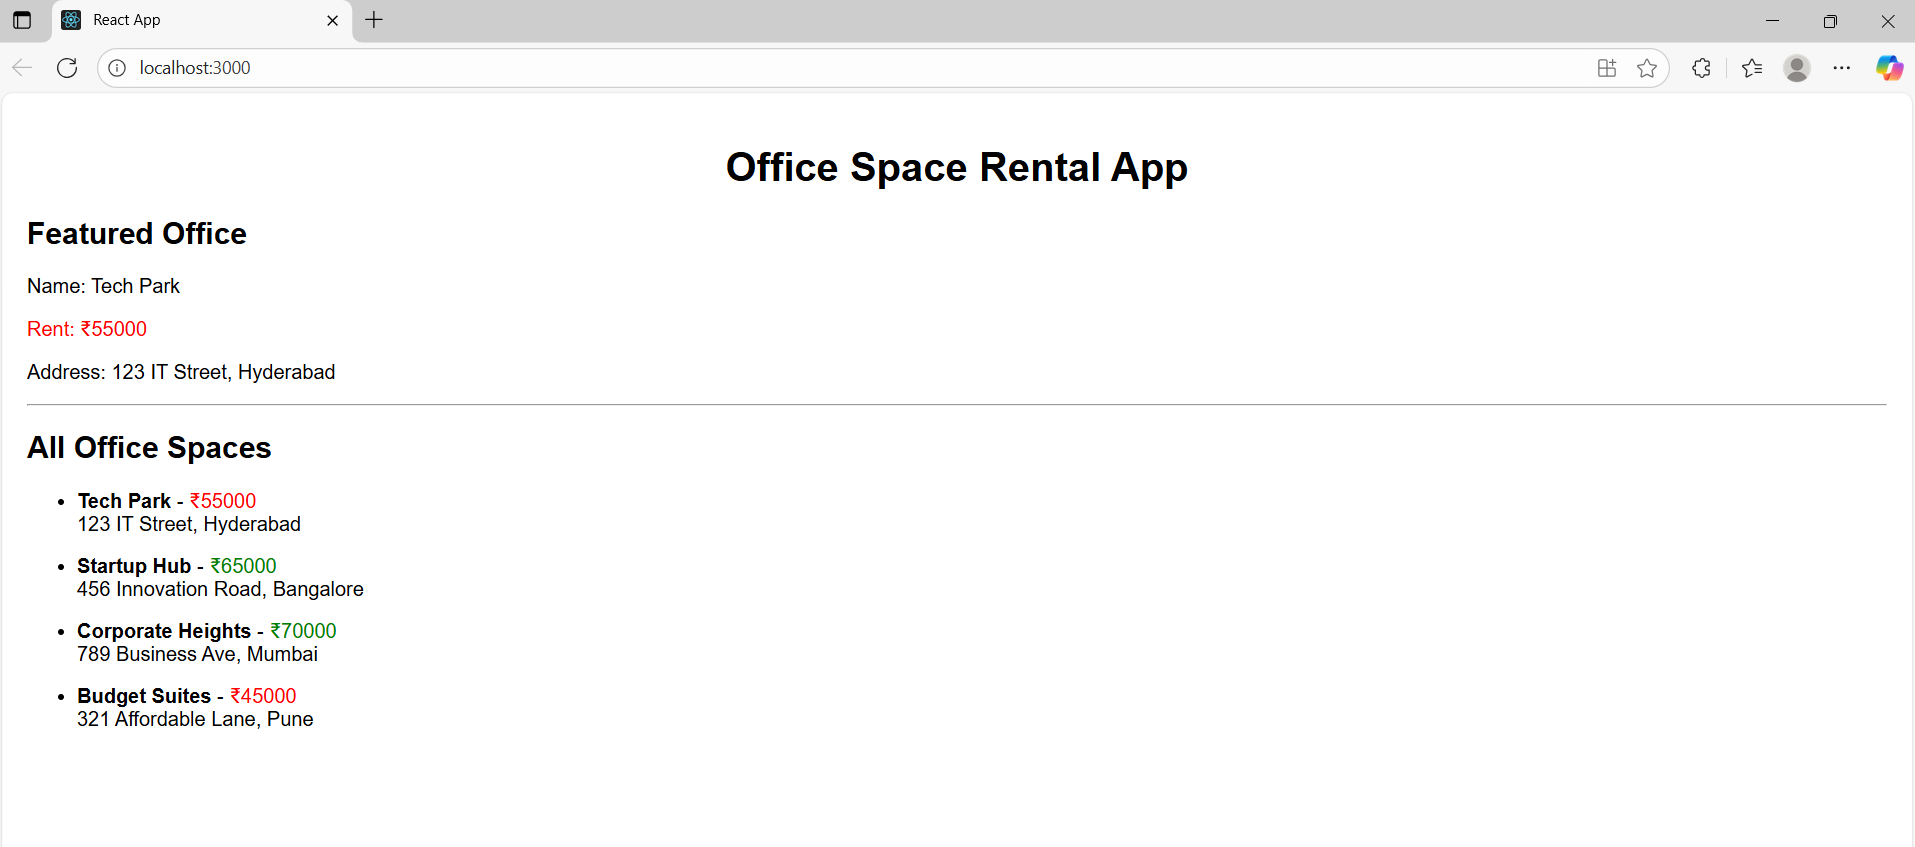 React App
localhost:3000
Office Space Rental App
Featured Office
Name: Tech Park
Rent: ₹55000
Address: 123 IT Street, Hyderabad
All Office Spaces
Tech Park - ₹55000
123 IT Street, Hyderabad
Startup Hub - ₹65000
456 Innovation Road, Bangalore
Corporate Heights - ₹70000
789 Business Ave, Mumbai
Budget Suites - ₹45000
321 Affordable Lane, Pune